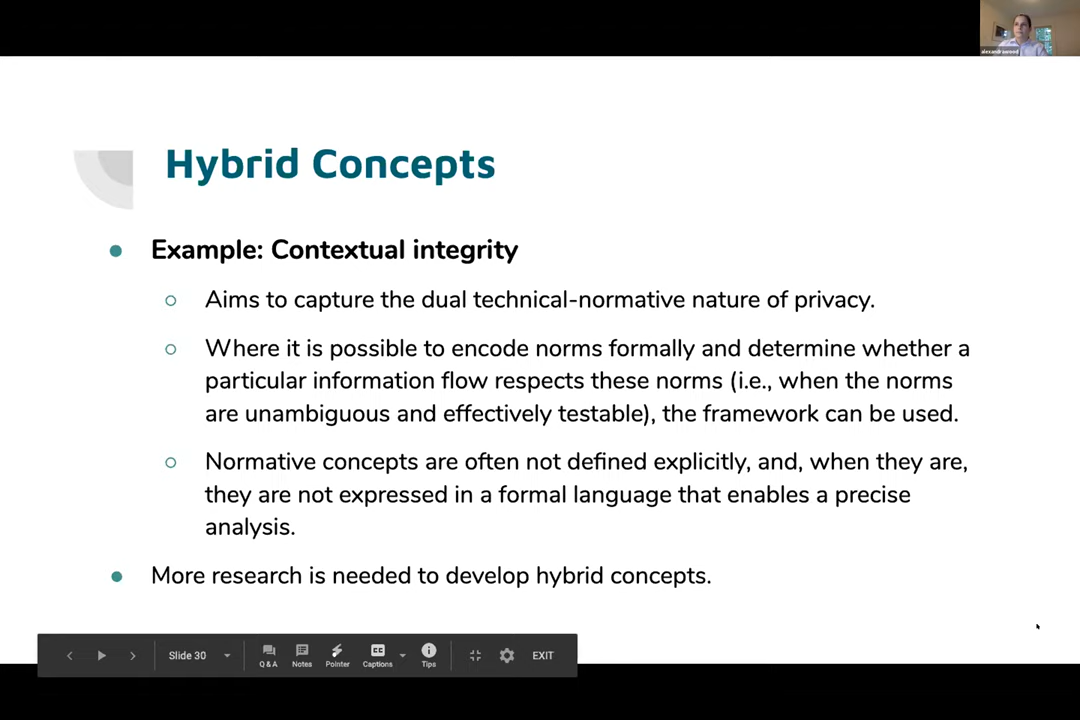 alexandrawood
Hybrid Concepts
Example: Contextual integrity
Aims to capture the dual technical-normative nature of privacy.
Where it is possible to encode norms formally and determine whether a
particular information flow respects these norms (i.e., when the norms
are unambiguous and effectively testable), the framework can be used.
Normative concepts are often not defined explicitly, and, when they are,
they are not expressed in a formal language that enables a precise
analysis.
More research is needed to develop hybrid concepts.
Slide 30
Q & A
Notes
Pointer
CC
Captions
Tips
EXIT